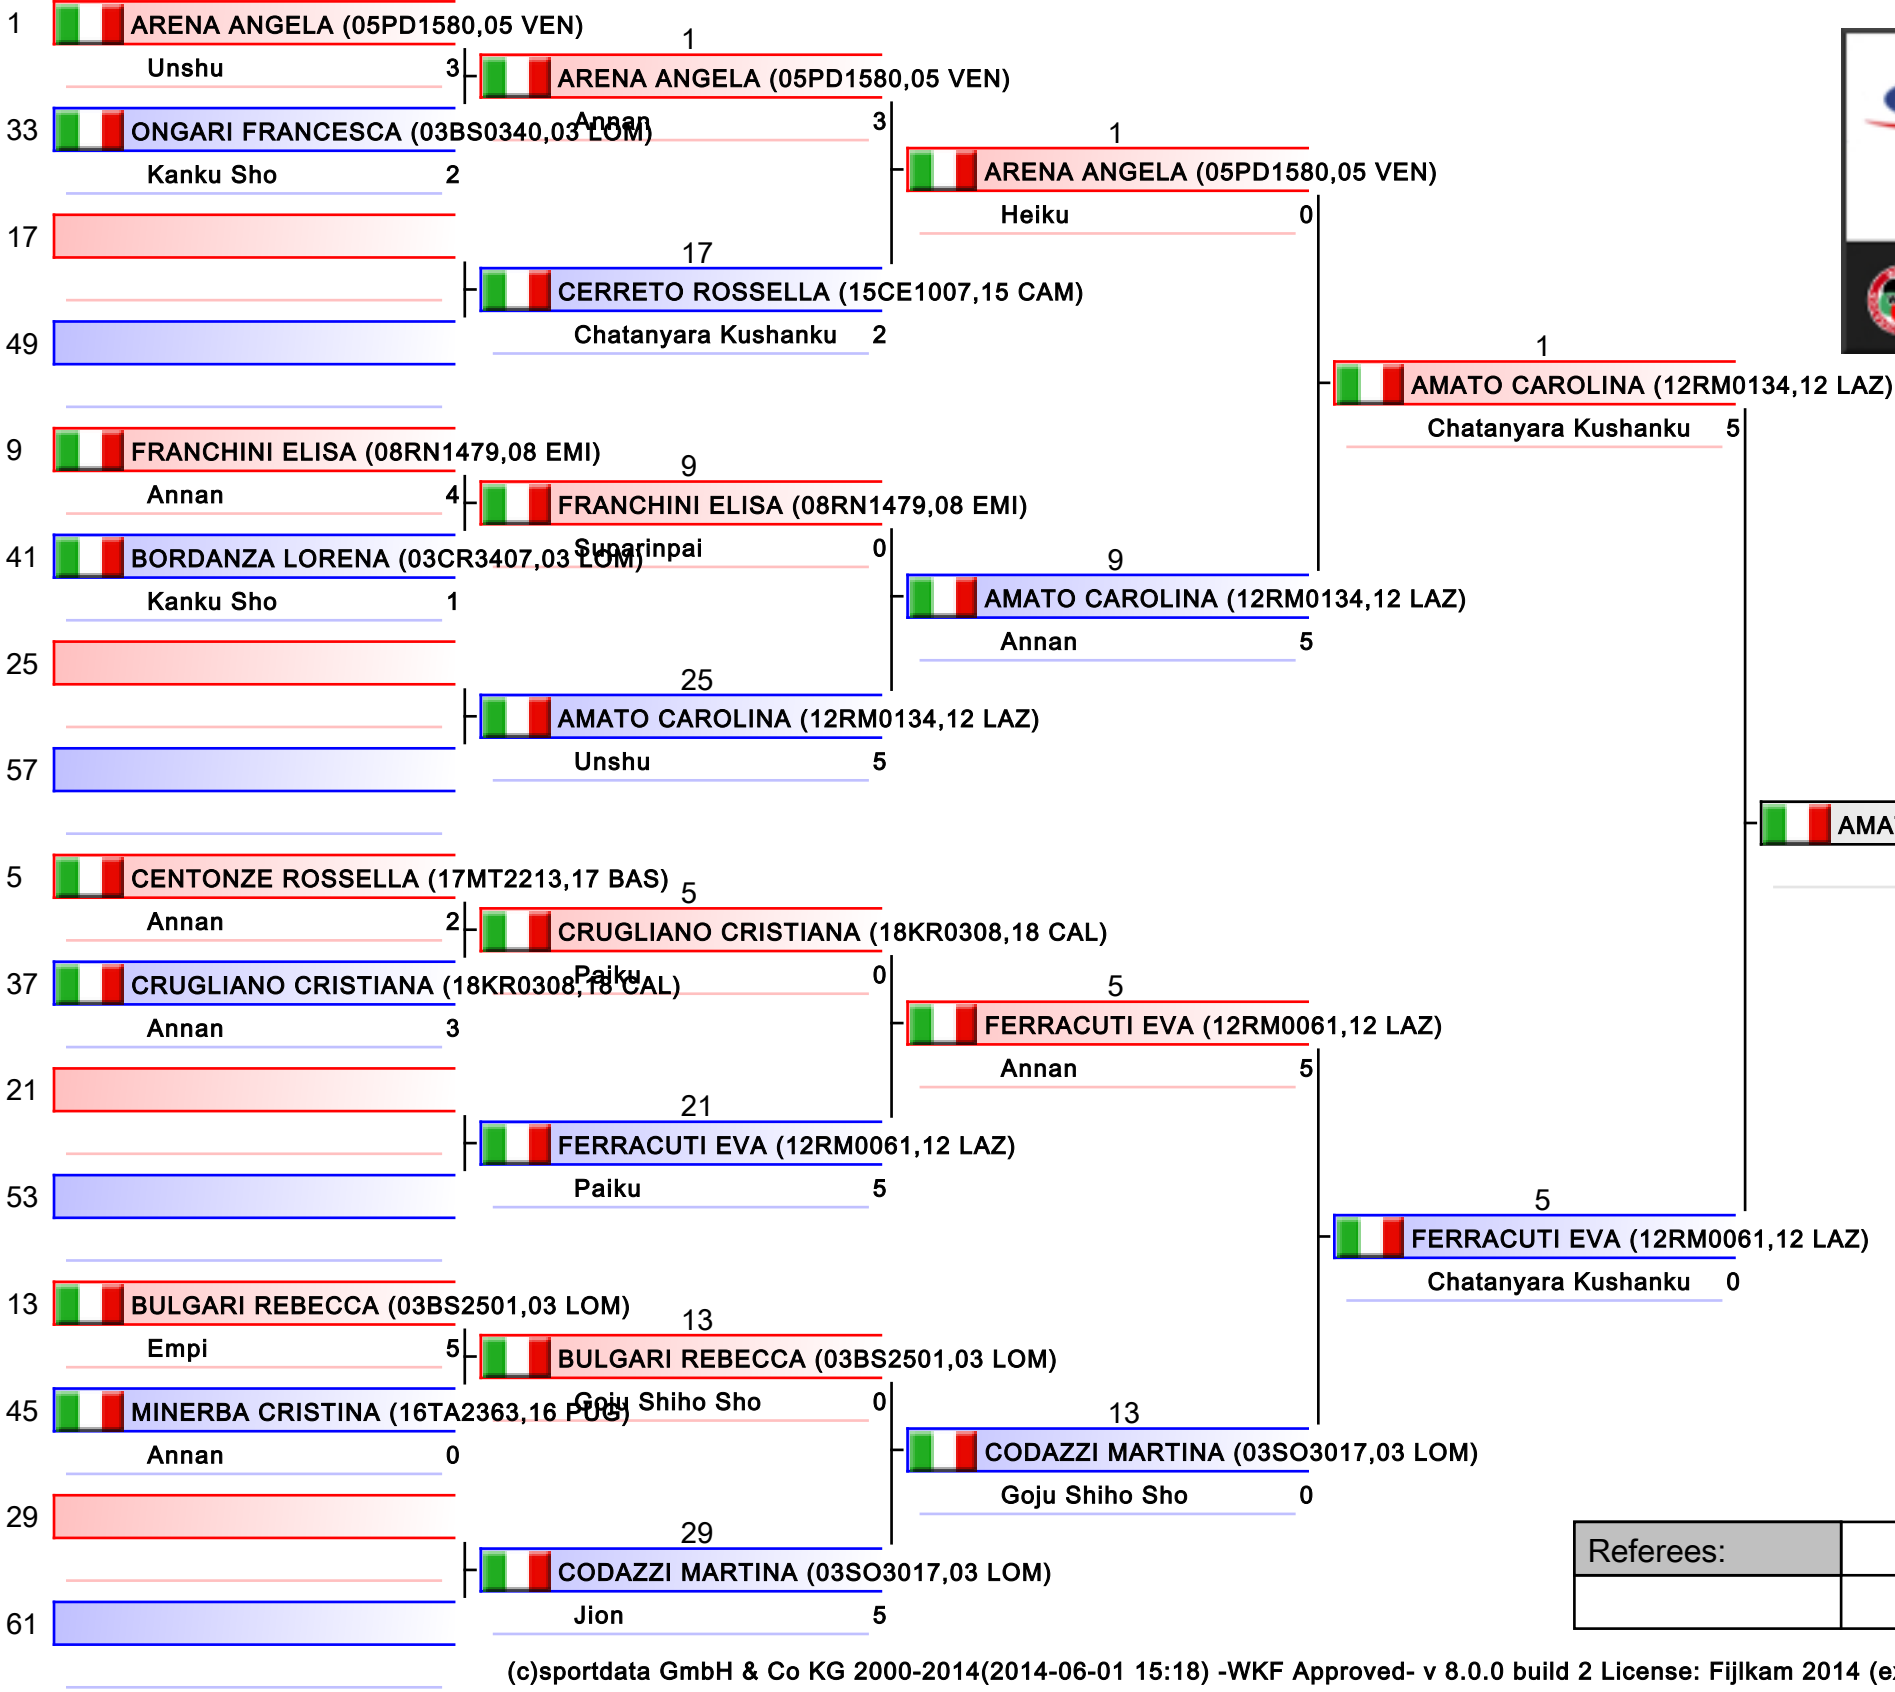 1
ARENA ANGELA (05PD1580,05 VEN)
Unshu 3
33
ONGARI FRANCESCA (03BS0340,03 LOM)
Kanku Sho 2
17
49
9
FRANCHINI ELISA (08RN1479,08 EMI)
Annan 4
41
BORDANZA LORENA (03CR3407,03 LOM)
Kanku Sho 1
25
57
5
CENTONZE ROSSELLA (17MT2213,17 BAS)
Annan 2
37
CRUGLIANO CRISTIANA (18KR0308,18 CAL)
Annan 3
21
53
13
BULGARI REBECCA (03BS2501,03 LOM)
Empi 5
45
MINERBA CRISTINA (16TA2363,16 PUG)
Annan 0
29
61
1
ARENA ANGELA (05PD1580,05 VEN)
Annan 3
17
CERRETO ROSSELLA (15CE1007,15 CAM)
Chatanyara Kushanku 2
9
FRANCHINI ELISA (08RN1479,08 EMI)
Suparinpai 0
25
AMATO CAROLINA (12RM0134,12 LAZ)
Unshu 5
5
CRUGLIANO CRISTIANA (18KR0308,18 CAL)
Paiku 0
21
FERRACUTI EVA (12RM0061,12 LAZ)
Paiku 5
13
BULGARI REBECCA (03BS2501,03 LOM)
Goju Shiho Sho 0
29
CODAZZI MARTINA (03SO3017,03 LOM)
Jion 5
1
ARENA ANGELA (05PD1580,05 VEN)
Heiku 0
9
AMATO CAROLINA (12RM0134,12 LAZ)
Annan 5
5
FERRACUTI EVA (12RM0061,12 LAZ)
Annan 5
13
CODAZZI MARTINA (03SO3017,03 LOM)
Goju Shiho Sho 0
1
AMATO CAROLINA (12RM0134,12 LAZ)
Chatanyara Kushanku 5
5
FERRACUTI EVA (12RM0061,12 LAZ)
Chatanyara Kushanku 0
AMA
Referees:
(c)sportdata GmbH & Co KG 2000-2014(2014-06-01 15:18) -WKF Approved- v 8.0.0 build 2 License: Fijlkam 2014 (e